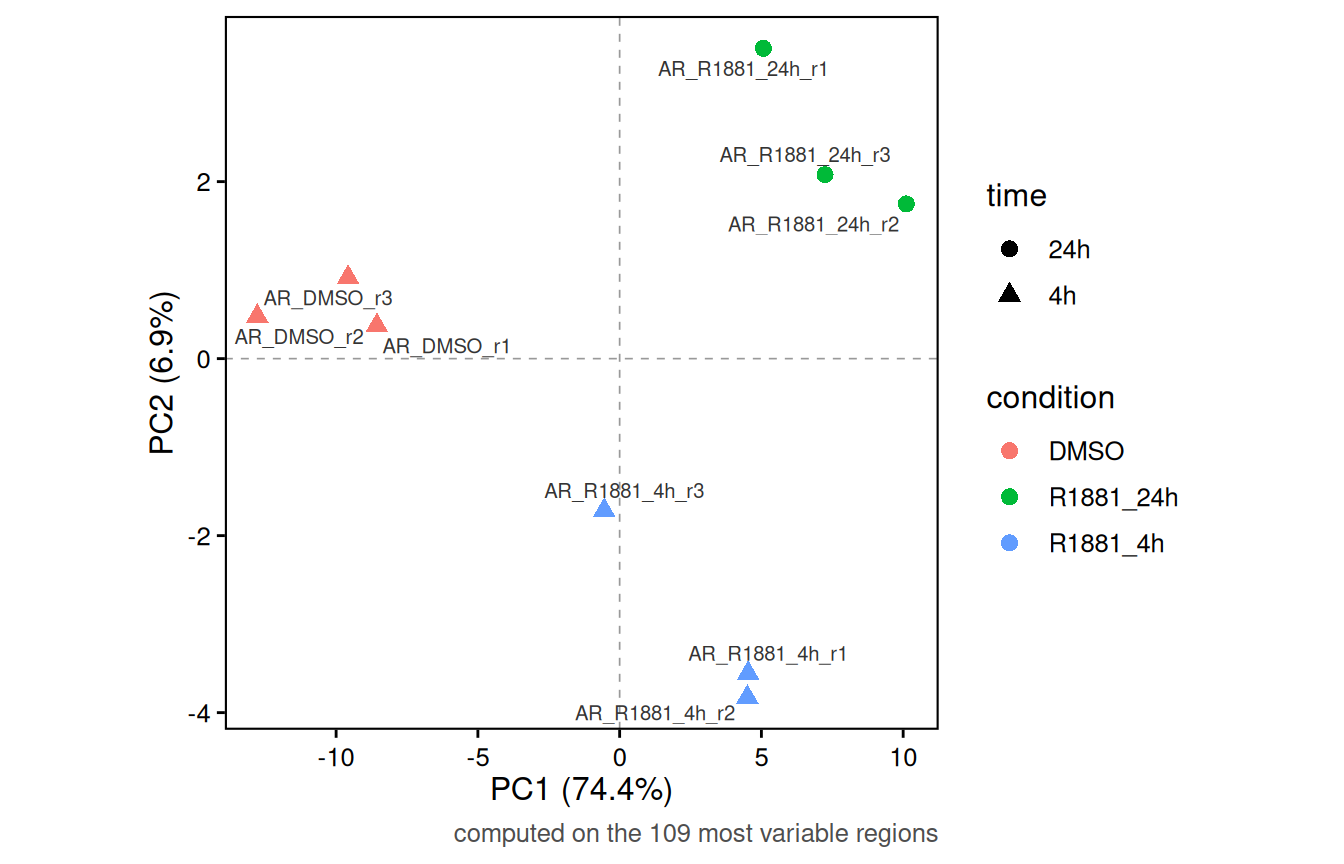 AR_R1881_24h_r1
AR_R1881_24h_r3
AR_R1881_24h_r2
AR_DMSO_r3
AR_DMSO_r2
AR_DMSO_r1
AR_R1881_4h_r3
AR_R1881_4h_r1
AR_R1881_4h_r2
2
0
-2
-4
PC2 (6.9%)
-10 -5 0 5 10
PC1 (74.4%)
computed on the 109 most variable regions
time
24h
4h
condition
DMSO
R1881_24h
R1881_4h